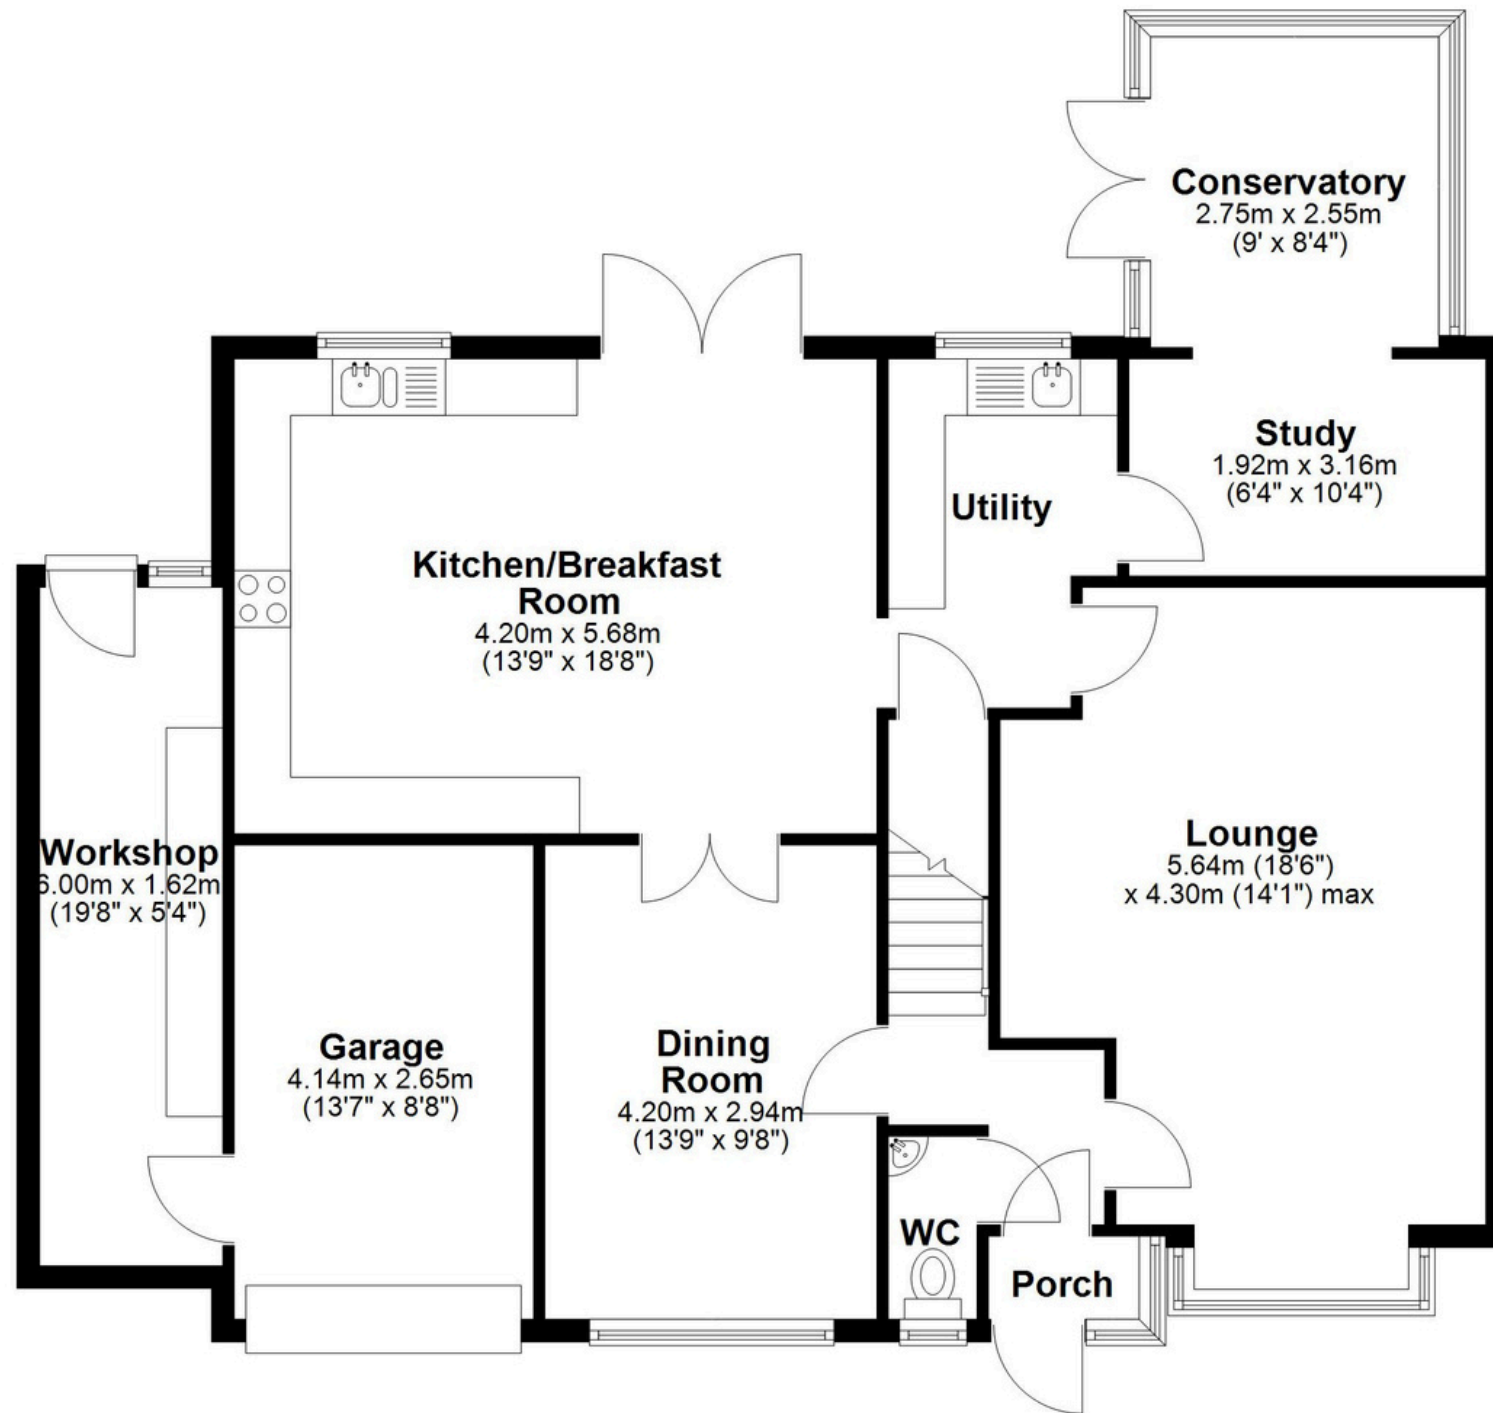 Conservatory
2.75m x 2.55m
(9' x 8'4")
Study
1.92m x 3.16m
(6'4" x 10'4")
Utility
Kitchen/Breakfast
Room
4.20m x 5.68m
(13'9" x 18'8")
Workshop
6.00m x 1.62m
(19'8" x 5'4")
Lounge
5.64m (18'6")
x 4.30m (14'1") max
Garage
4.14m x 2.65m
(13'7" x 8'8")
Dining
Room
4.20m x 2.94m
(13'9" x 9'8")
WC
Porch